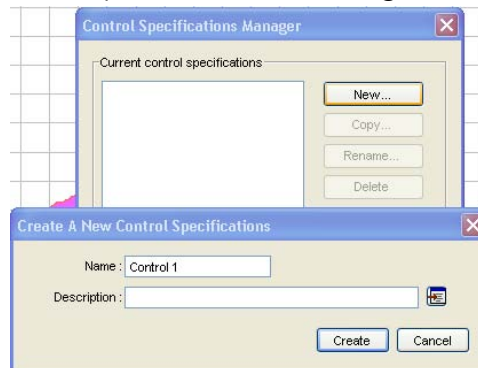 Control Specifications Manager
Current control specifications
New...
Copy...
Rename...
Delete
Create A New Control Specifications
Name : Control 1
Description :
Create Cancel